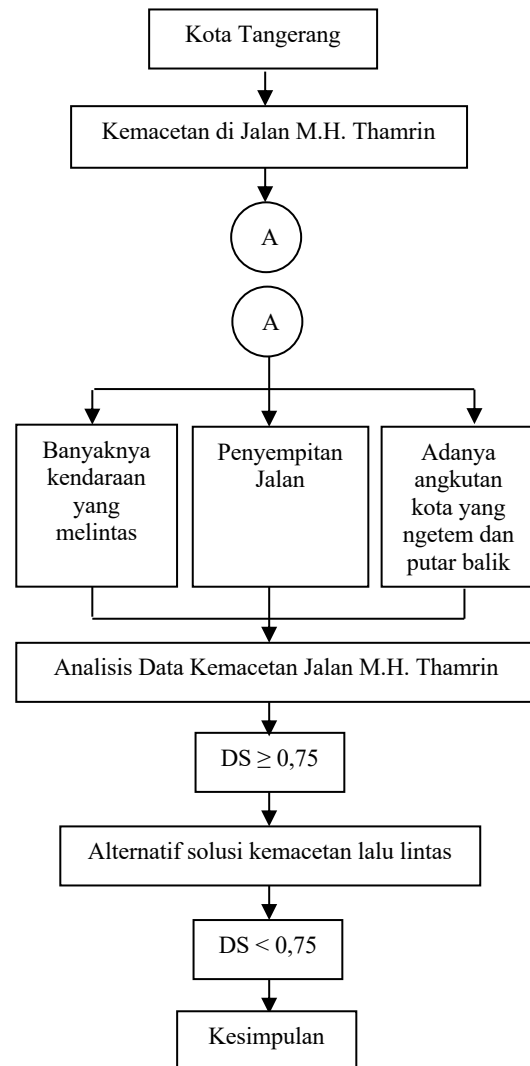 Kota Tangerang
Kemacetan di Jalan M.H. Thamrin
A
A
Banyaknya
kendaraan
yang
melintas
Penyempitan
Jalan
Adanya
angkutan
kota yang
ngetem dan
putar balik
Analisis Data Kemacetan Jalan M.H. Thamrin
DS ≥ 0,75
Alternatif solusi kemacetan lalu lintas
DS < 0,75
Kesimpulan